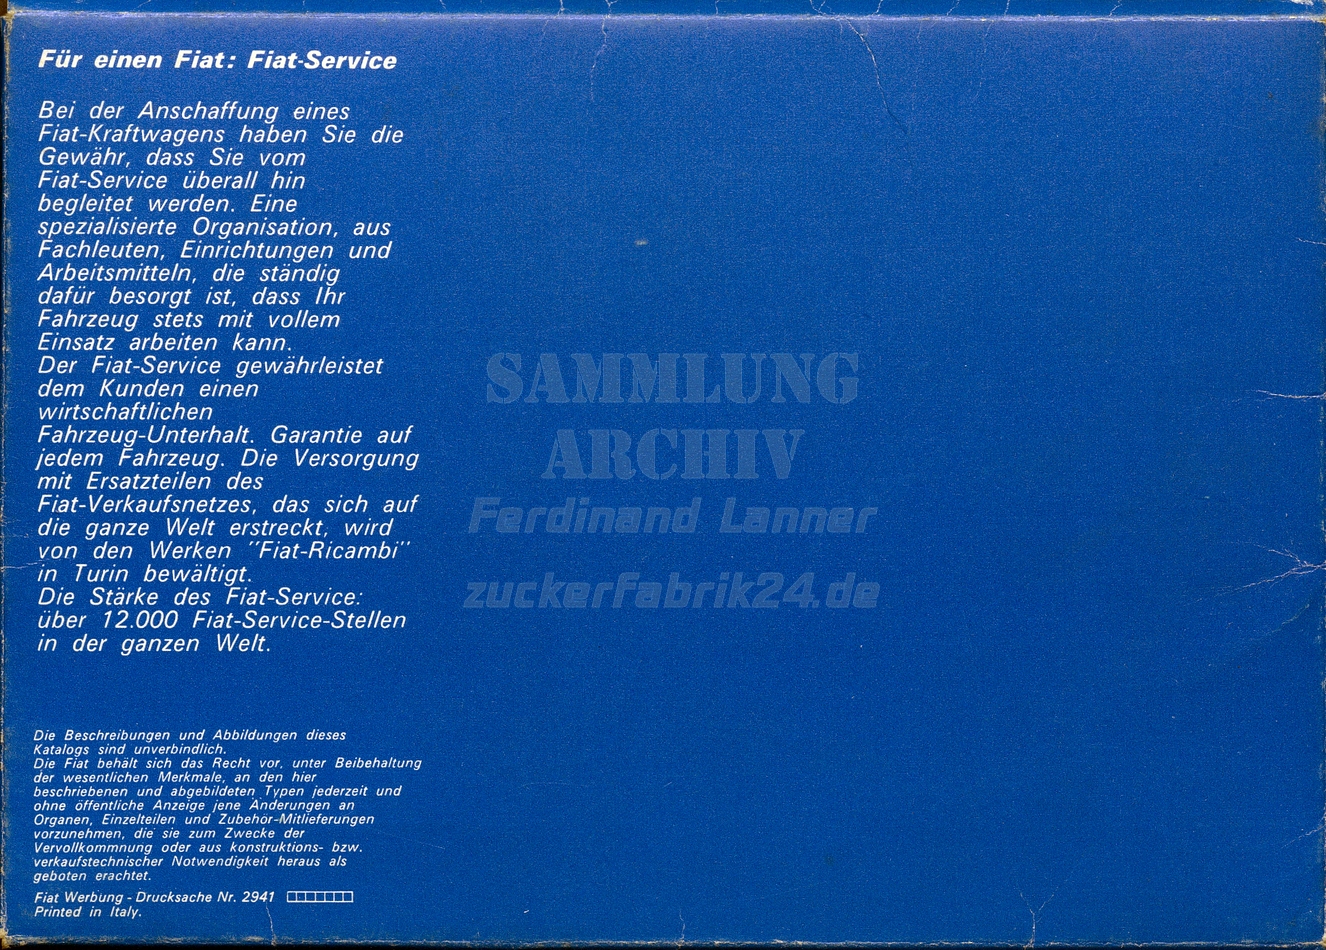 Für einen Fiat: Fiat-Service
Bei der Anschaffung eines
Fiat-Kraftwagens haben Sie die
Gewähr, dass Sie vom
Fiat-Service überall hin
begleitet werden. Eine
spezialisierte Organisation, aus
Fachleuten, Einrichtungen und
Arbeitsmitteln, die ständig
dafür besorgt ist, dass Ihr
Fahrzeug stets mit vollem
Einsatz arbeiten kann.
Der Fiat-Service gewährleistet
dem Kunden einen
wirtschaftlichen
Fahrzeug-Unterhalt. Garantie auf
jedem Fahrzeug. Die Versorgung
mit Ersatzteilen des
Fiat-Verkaufsnetzes, das sich auf
die ganze Welt erstreckt, wird
von den Werken "Fiat-Ricambi"
in Turin bewältigt.
Die Stärke des Fiat-Service:
über 12.000 Fiat-Service-Stellen
in der ganzen Welt.
Die Beschreibungen und Abbildungen dieses
Katalogs sind unverbindlich.
Die Fiat behält sich das Recht vor, unter Beibehaltung
der wesentlichen Merkmale, an den hier
beschriebenen und abgebildeten Typen jederzeit und
ohne öffentliche Anzeige jene Änderungen an
Organen, Einzelteilen und Zubehör-Mitlieferungen
vorzunehmen, die sie zum Zwecke der
Vervollkommnung oder aus konstruktions- bzw.
verkaufstechnischer Notwendigkeit heraus als
geboten erachtet.
Fiat Werbung - Drucksache Nr. 2941
Printed in Italy.
SAMMLUNG
ARCHIV
Ferdinand Lanner
zuckerfabrik24.de